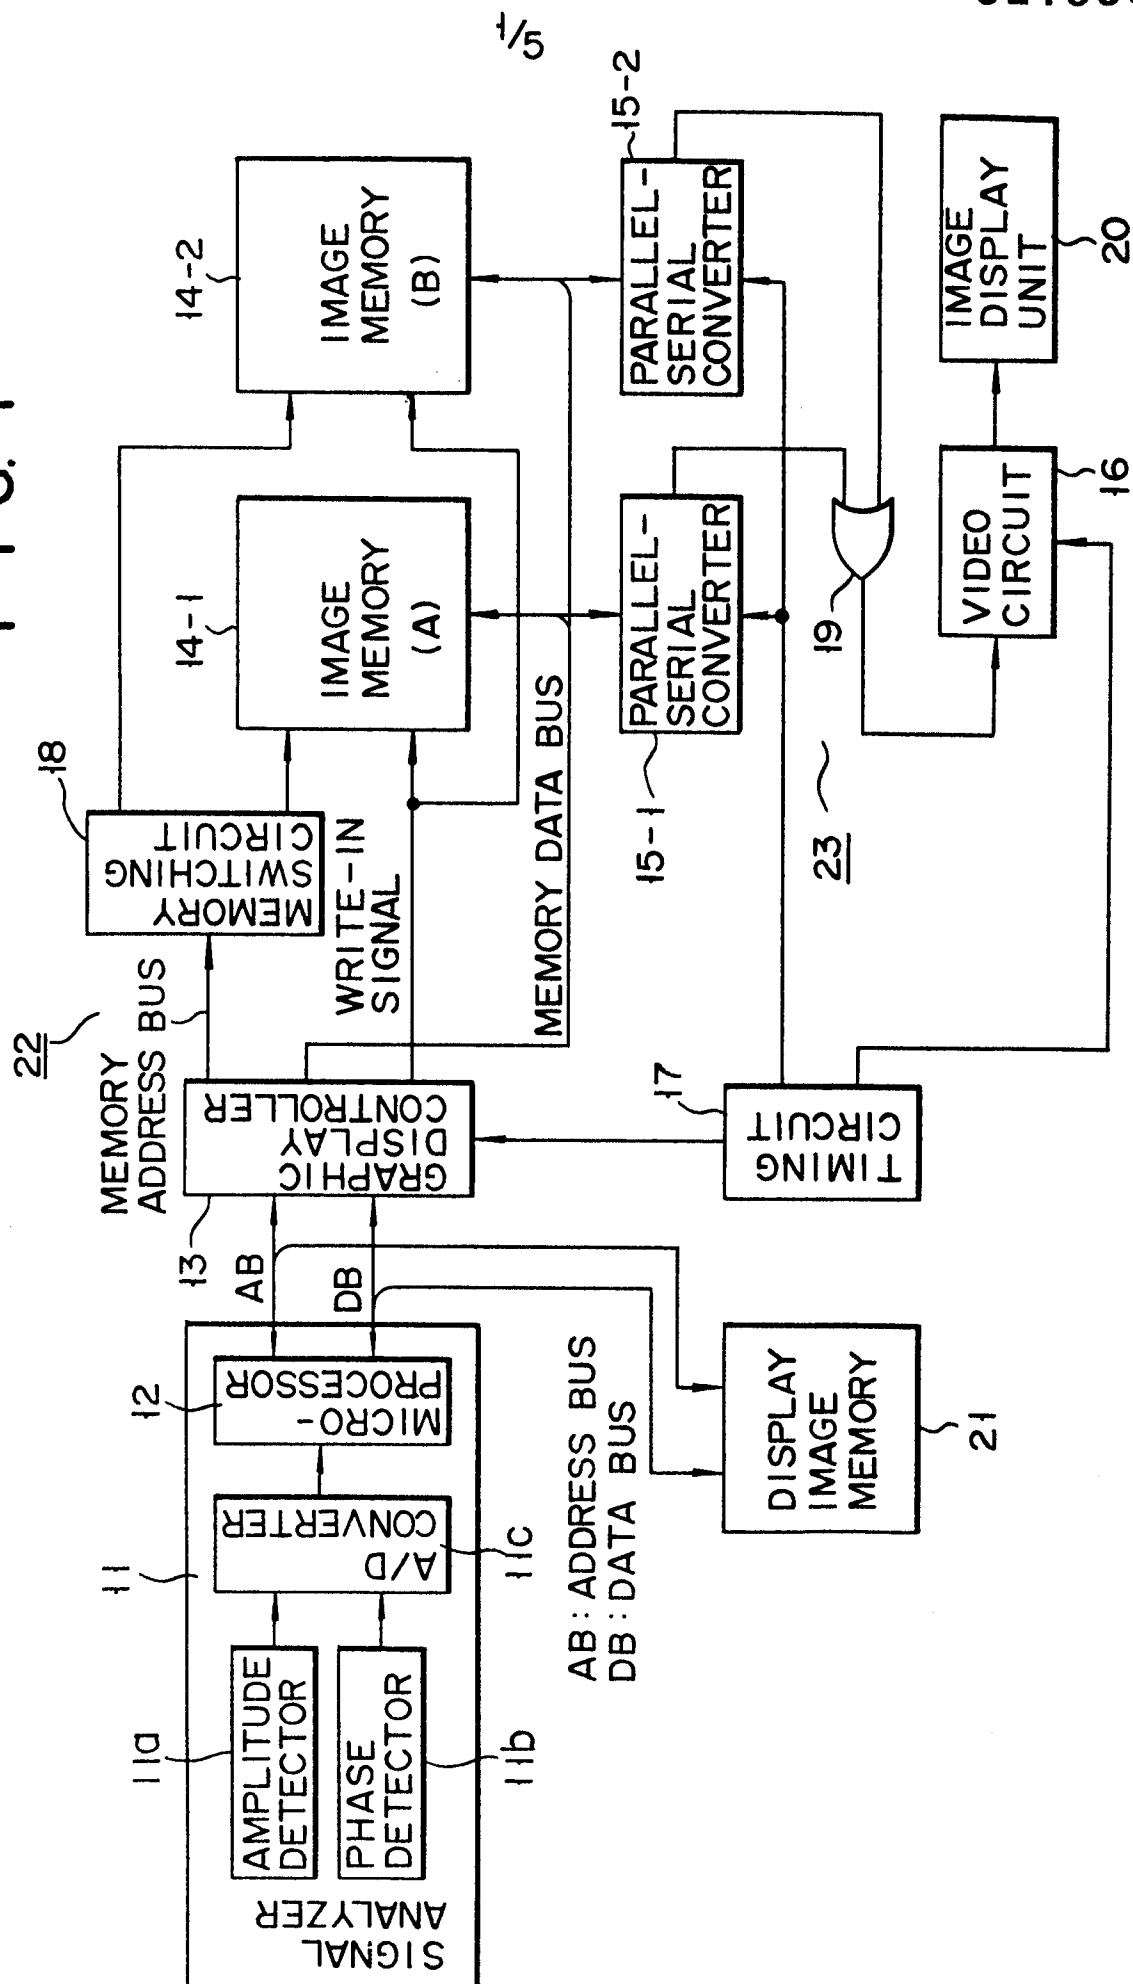 1/5
FIG. 1
22
MEMORY
ADDRESS BUS
18
MEMORY
SWITCHING
CIRCUIT
14-1
IMAGE
MEMORY
(A)
14-2
IMAGE
MEMORY
(B)
WRITE-IN
SIGNAL
MEMORY DATA BUS
11
SIGNAL
ANALYZER
11a
AMPLITUDE
DETECTOR
PHASE
DETECTOR
11b
A/D
CONVERTER
11c
12
MICRO-
PROCESSOR
AB
DB
13
GRAPHIC
DISPLAY
CONTROLLER
AB : ADDRESS BUS
DB : DATA BUS
DISPLAY
IMAGE
MEMORY
21
17
TIMING
CIRCUIT
15-1
PARALLEL-
SERIAL
CONVERTER
15-2
PARALLEL-
SERIAL
CONVERTER
23
19
VIDEO
CIRCUIT
16
IMAGE
DISPLAY
UNIT
20